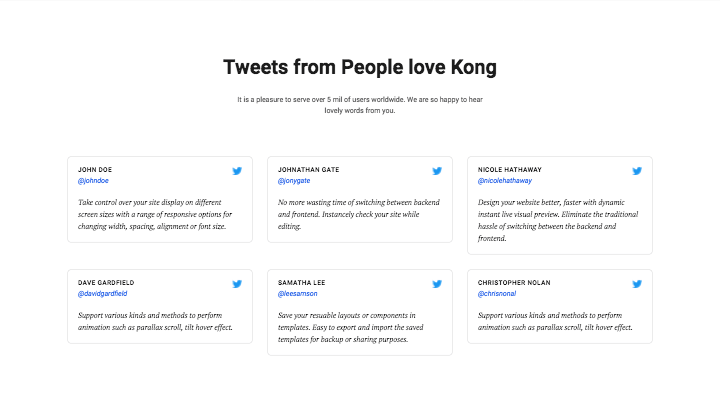 Tweets from People love Kong
It is a pleasure to serve over 5 mil of users worldwide. We are so happy to hear
lovely words from you.
JOHN DOE
@johndoe
Take control over your site display on different
screen sizes with a range of responsive options for
changing width, spacing, alignment or font size.
JOHNATHAN GATE
@jonygate
No more wasting time of switching between backend
and frontend. Instancely check your site while
editing.
NICOLE HATHAWAY
@nicolehathaway
Design your website better, faster with dynamic
instant live visual preview. Eliminate the traditional
hassle of switching between the backend and
frontend.
DAVE GARDFIELD
@davidgardfield
Support various kinds and methods to perform
animation such as parallax scroll, tilt hover effect.
SAMATHA LEE
@leesamson
Save your resuable layouts or components in
templates. Easy to export and import the saved
templates for backup or sharing purposes.
CHRISTOPHER NOLAN
@chrisnonal
Support various kinds and methods to perform
animation such as parallax scroll, tilt hover effect.